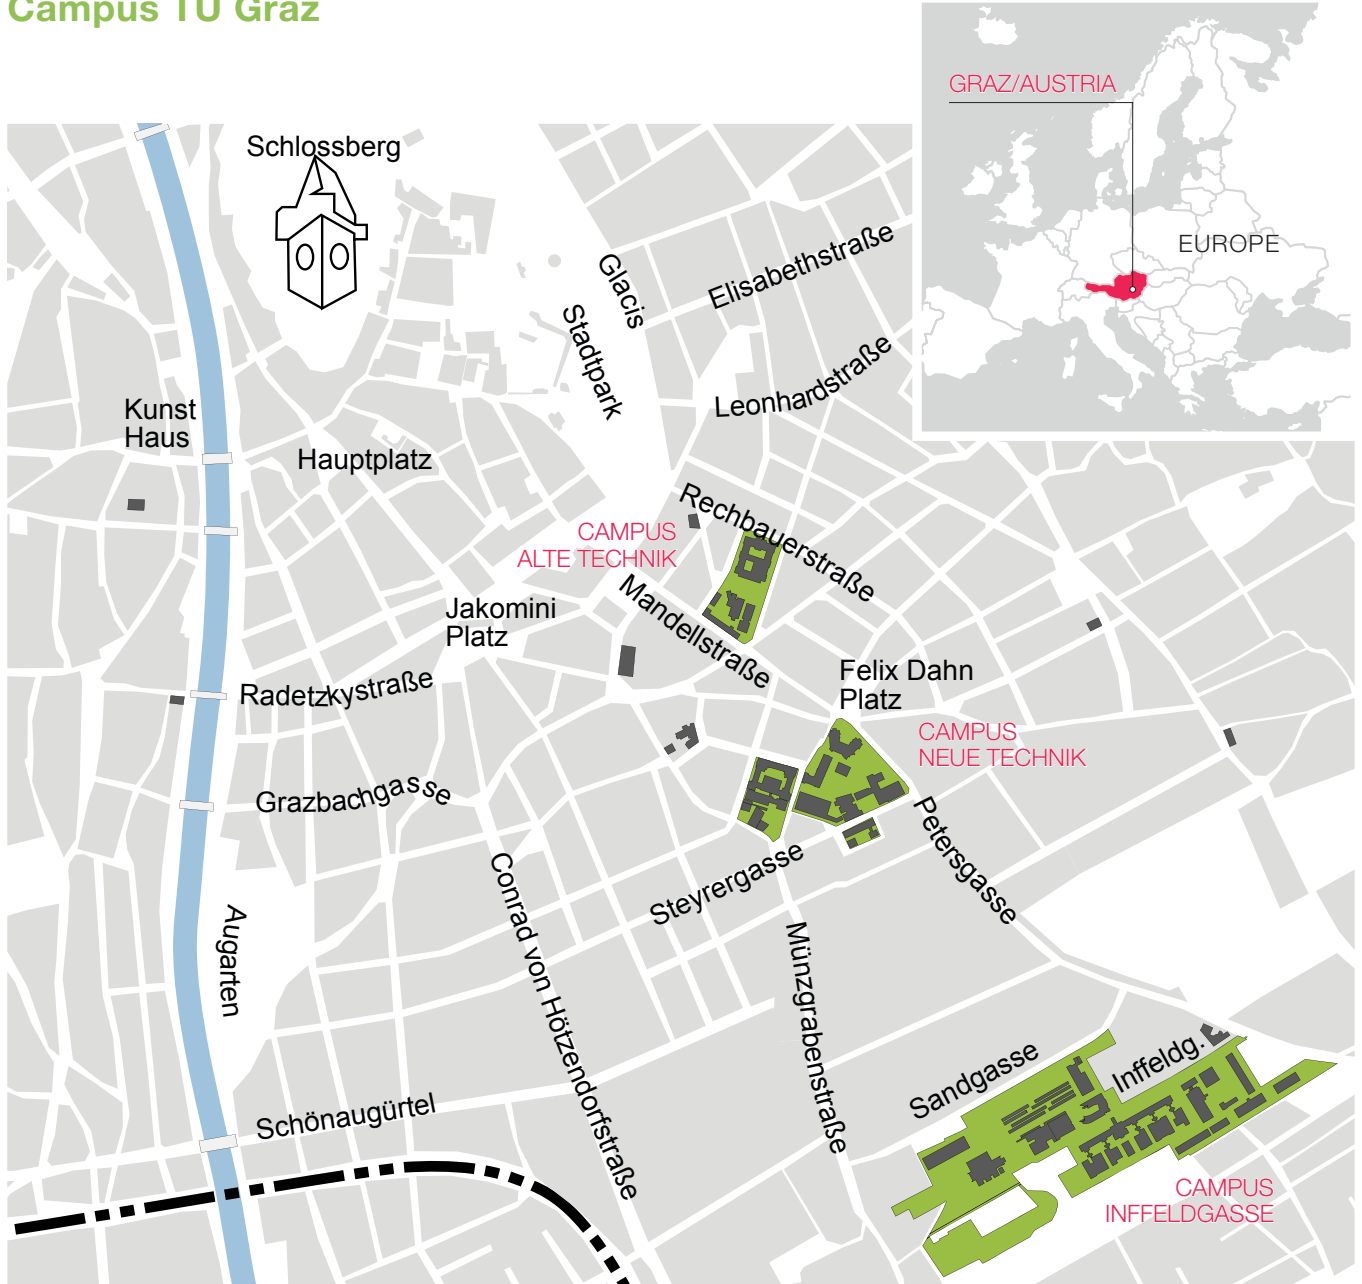 Campus TU Graz
GRAZ/AUSTRIA
EUROPE
Schlossberg
Glacis
Elisabethstraße
Stadtpark
Leonhardstraße
Kunst
Haus
Hauptplatz
Rechbauerstraße
CAMPUS
ALTE TECHNIK
Mandellstraße
Jakomini
Platz
Felix Dahn
Platz
Radetzkystraße
CAMPUS
NEUE TECHNIK
Grazbachgasse
Petersgasse
Steyrergasse
Conrad von Hötzendorfstraße
Augarten
Münzgrabenstraße
Sandgasse
Inffeldg.
Schönaugürtel
CAMPUS
INFFELDGASSE